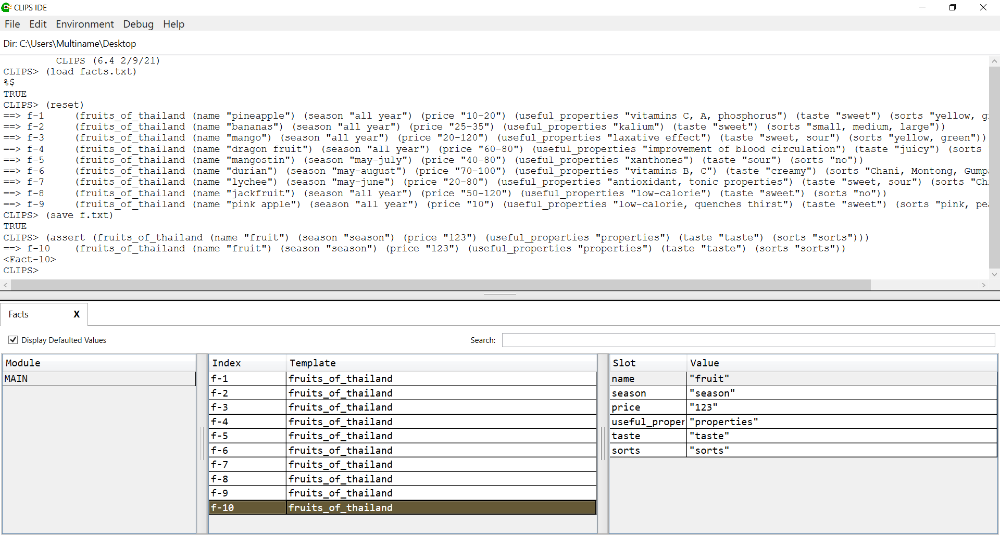 CLIPS IDE
File Edit Environment Debug Help
Dir: C:\Users\Multiname\Desktop
CLIPS (6.4 2/9/21)
CLIPS> (load facts.txt)
%$
TRUE
CLIPS> (reset)
==> f-1     (fruits_of_thailand (name "pineapple") (season "all year") (price "10-20") (useful_properties "vitamins C, A, phosphorus") (taste "sweet") (sorts "yellow,
==> f-2     (fruits_of_thailand (name "bananas") (season "all year") (price "25-35") (useful_properties "kalium") (taste "sweet") (sorts "small, medium, large"))
==> f-3     (fruits_of_thailand (name "mango") (season "all year") (price "20-120") (useful_properties "laxative effect") (taste "sweet, sour") (sorts "yellow, green"))
==> f-4     (fruits_of_thailand (name "dragon fruit") (season "all year") (price "60-80") (useful_properties "improvement of blood circulation") (taste "juicy") (sorts
==> f-5     (fruits_of_thailand (name "mangostin") (season "may-july") (price "40-80") (useful_properties "xanthones") (taste "sour") (sorts "no"))
==> f-6     (fruits_of_thailand (name "durian") (season "may-august") (price "70-100") (useful_properties "vitamins B, C") (taste "creamy") (sorts "Chani, Montong, Gump
==> f-7     (fruits_of_thailand (name "lychee") (season "may-june") (price "20-80") (useful_properties "antioxidant, tonic properties") (taste "sweet, sour") (sorts "Ch
==> f-8     (fruits_of_thailand (name "jackfruit") (season "all year") (price "50-120") (useful_properties "low-calorie") (taste "sweet") (sorts "no"))
==> f-9     (fruits_of_thailand (name "pink apple") (season "all year") (price "10") (useful_properties "low-calorie, quenches thirst") (taste "sweet") (sorts "pink, pe
CLIPS> (save f.txt)
TRUE
CLIPS> (assert (fruits_of_thailand (name "fruit") (season "season") (price "123") (useful_properties "properties") (taste "taste") (sorts "sorts")))
==> f-10    (fruits_of_thailand (name "fruit") (season "season") (price "123") (useful_properties "properties") (taste "taste") (sorts "sorts"))
<Fact-10>
CLIPS>
Facts X
Display Defaulted Values Search:
Module Index Template Slot Value
MAIN f-1 fruits_of_thailand name "fruit"
f-2 fruits_of_thailand season "season"
f-3 fruits_of_thailand price "123"
f-4 fruits_of_thailand useful_proper "properties"
f-5 fruits_of_thailand taste "taste"
f-6 fruits_of_thailand sorts "sorts"
f-7 fruits_of_thailand
f-8 fruits_of_thailand
f-9 fruits_of_thailand
f-10 fruits_of_thailand